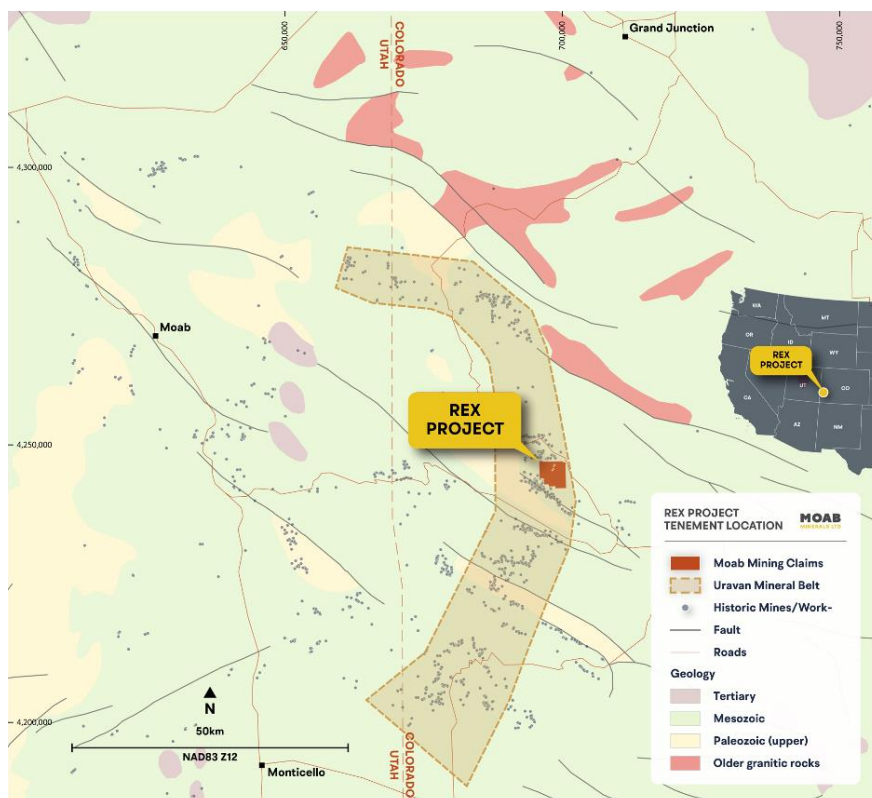 650,000
COLORADO
UTAH
700,000
Grand Junction
750,000
4,300,000
Moab
WA
MT
OR
ID
WY
REX
PROJECT
UT
CO
CA
AZ
NM
REX
PROJECT
4,250,000
REX PROJECT
TENEMENT LOCATION
MOAB
MINERALS LTD
Moab Mining Claims
Uravan Mineral Belt
Historic Mines/Work-
Fault
Roads
Geology
Tertiary
Mesozoic
Paleozoic (upper)
Older granitic rocks
4,200,000
N
50km
NAD83 Z12
COLORADO
UTAH
Monticello